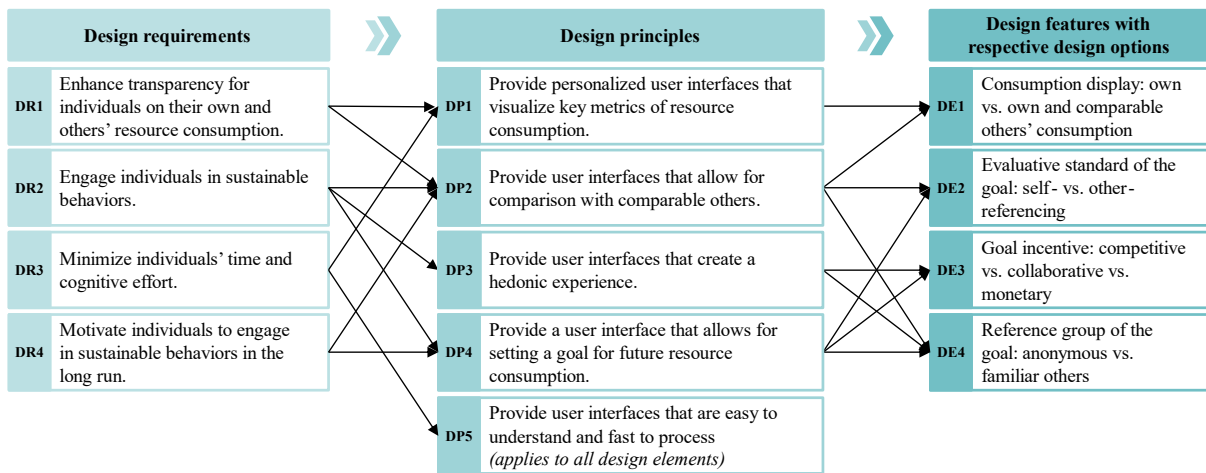 Design requirements
Design principles
Design features with
respective design options
DR1
Enhance transparency for
individuals on their own and
others' resource consumption.
DR2
Engage individuals in sustainable
behaviors.
DR3
Minimize individuals' time and
cognitive effort.
DR4
Motivate individuals to engage
in sustainable behaviors in the
long run.
DP1
Provide personalized user interfaces that
visualize key metrics of resource
consumption.
DP2
Provide user interfaces that allow for
comparison with comparable others.
DP3
Provide user interfaces that create a
hedonic experience.
DP4
Provide a user interface that allows for
setting a goal for future resource
consumption.
DP5
Provide user interfaces that are easy to
understand and fast to process
(applies to all design elements)
DE1
Consumption display: own
vs. own and comparable
others' consumption
DE2
Evaluative standard of the
goal: self- vs. other-
referencing
DE3
Goal incentive: competitive
vs. collaborative vs.
monetary
DE4
Reference group of the
goal: anonymous vs.
familiar others